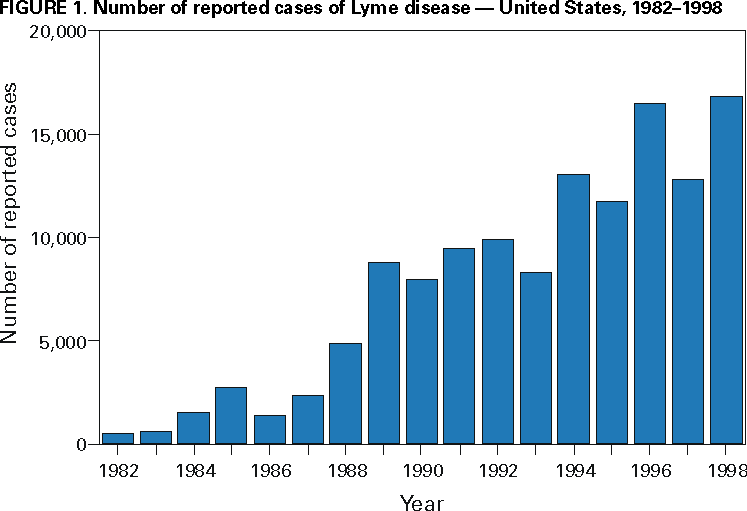 FIGURE 1. Number of reported cases of Lyme disease — United States, 1982–1998
20,000
15,000
10,000
5,000
0
Number of reported cases
1982 1984 1986 1988 1990 1992 1994 1996 1998
Year